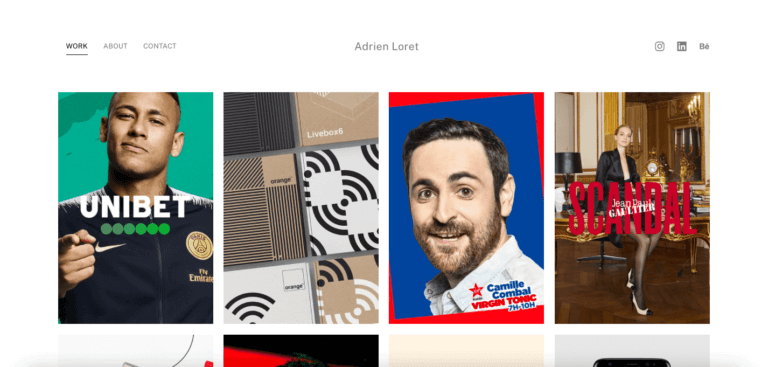 WORK ABOUT CONTACT Adrien Loret Bē
UNIBET
Fly
Emirates
Livebox6
orange
orange
Camille
Combal
VIRGIN TONIC
7H-10H
SCANDAL
Jean Paul
GAULTIER